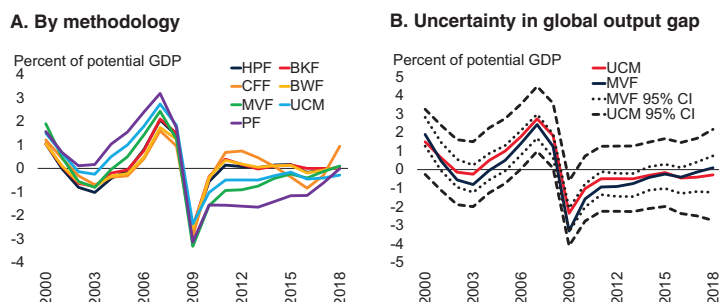 A. By methodology
Percent of potential GDP
HPF BKF
CFF BWF
MVF UCM
PF
4
3
2
1
0
-1
-2
-3
-4
2000 2003 2006 2009 2012 2015 2018
B. Uncertainty in global output gap
Percent of potential GDP
UCM
MVF
MVF 95% CI
UCM 95% CI
5
4
3
2
1
0
-1
-2
-3
-4
-5
2000 2003 2006 2009 2012 2015 2018